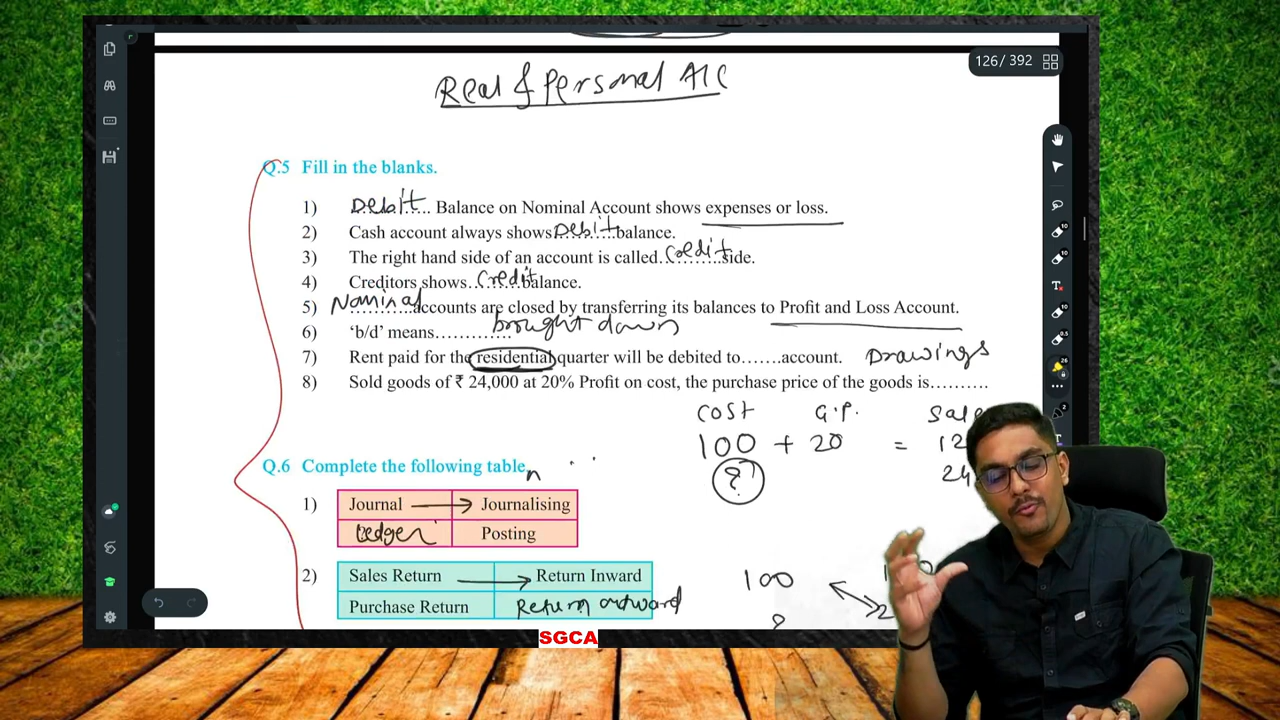 126/ 392
Real & Personal A/C
Q.5 Fill in the blanks.
1) Debit Balance on Nominal Account shows expenses or loss.
2) Cash account always shows Debit balance.
3) The right hand side of an account is called Credit side.
4) Creditors shows Credit balance.
5) Nominal accounts are closed by transferring its balances to Profit and Loss Account.
6) ‘b/d’ means............ brought down
7) Rent paid for the residential quarter will be debited to.......account. Drawings
8) Sold goods of ₹ 24,000 at 20% Profit on cost, the purchase price of the goods is..........
Cost G.P.
100 + 20 =
?
Q.6 Complete the following table.
1) Journal Journalising
Ledger Posting
2) Sales Return Return Inward
Purchase Return Return outward
100
?
SGCA